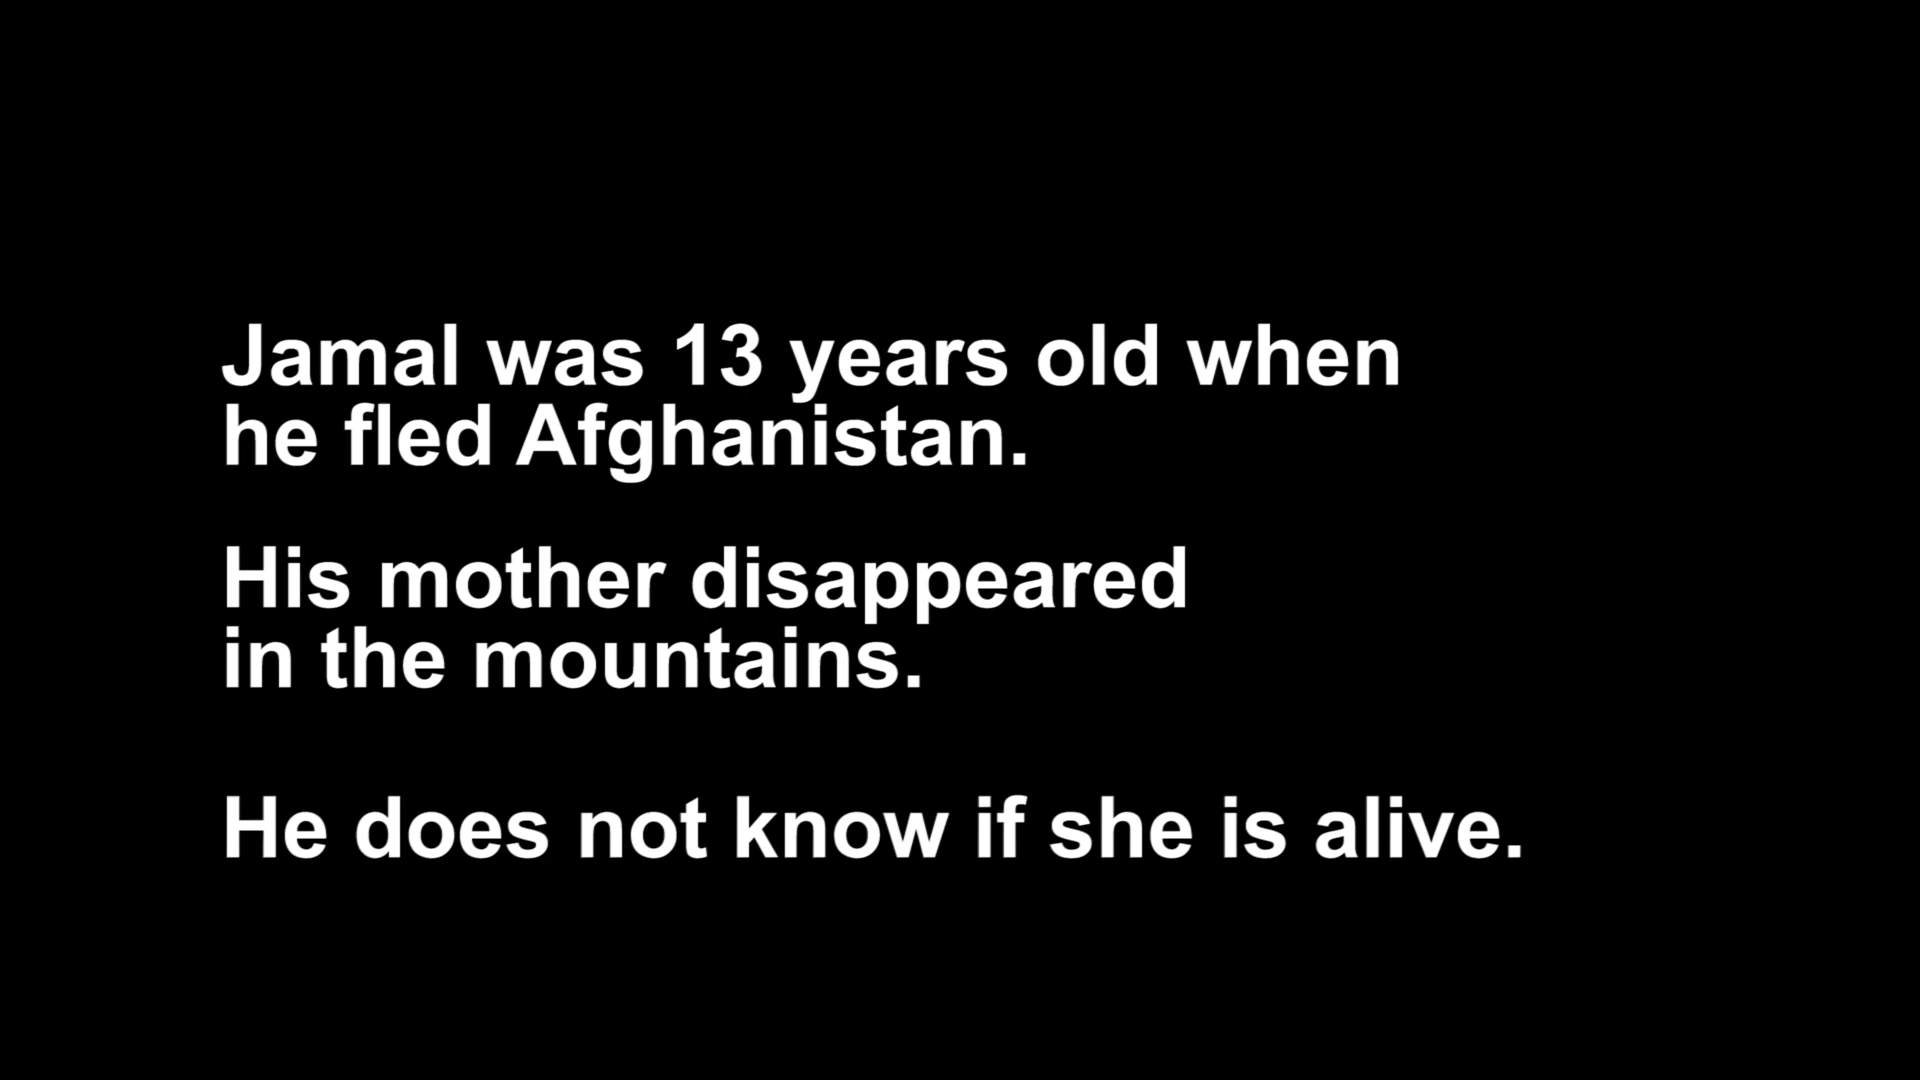 Jamal was 13 years old when
he fled Afghanistan.
His mother disappeared
in the mountains.
He does not know if she is alive.